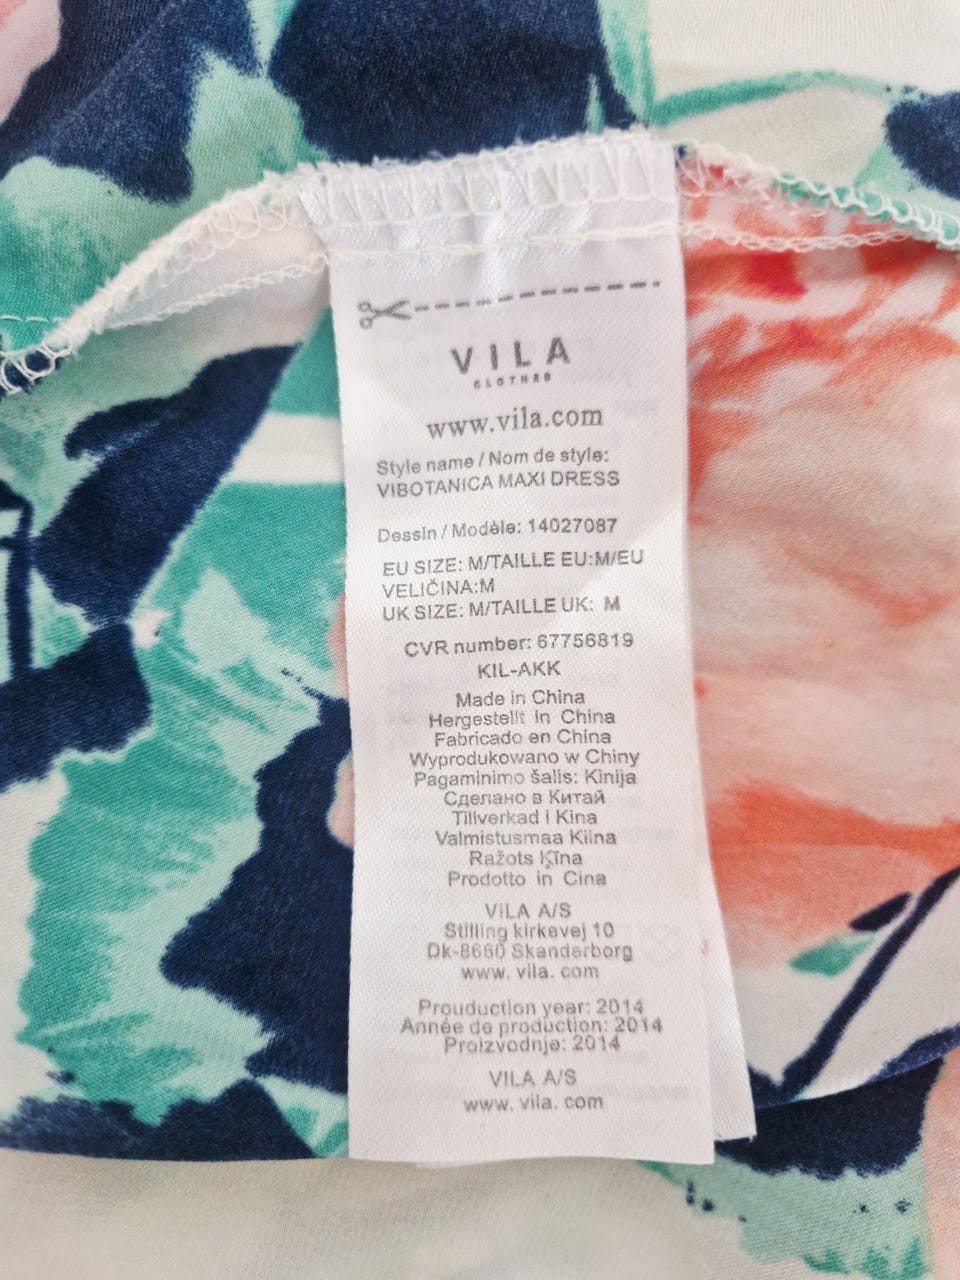 VILA
CLOTHES
www.vila.com
Style name / Nom de style:
VIBOTANICA MAXI DRESS
Dessin / Modèle: 14027087
EU SIZE: M/TAILLE EU:M/EU
VELIČINA:M
UK SIZE: M/TAILLE UK: M
CVR number: 67756819
KIL-AKK
Made in China
Hergestellt in China
Fabricado en China
Wyprodukowano w Chiny
Pagaminimo šalis: Kinija
Сделано в Китай
Tillverkad i Kina
Valmistusmaa Kiina
Ražots Ķīna
Prodotto in Cina
VILA A/S
Stilling kirkevej 10
Dk-8660 Skanderborg
www. vila. com
Prouduction year: 2014
Année de production: 2014
Proizvodnje: 2014
VILA A/S
www. vila. com